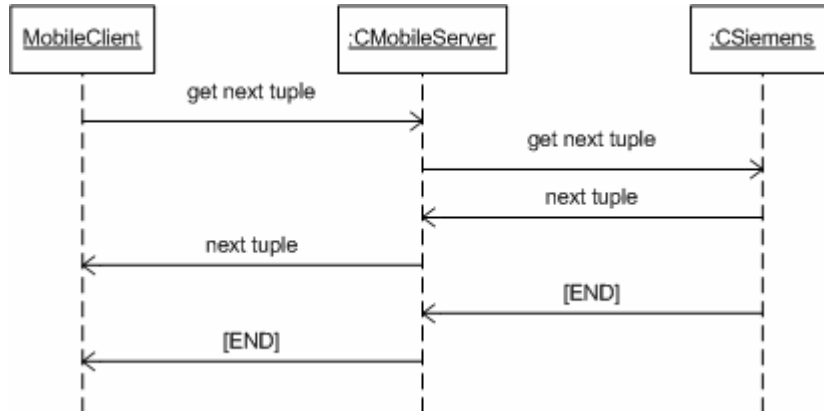 MobileClient
:CMobileServer
:CSiemens
get next tuple
get next tuple
next tuple
next tuple
[END]
[END]